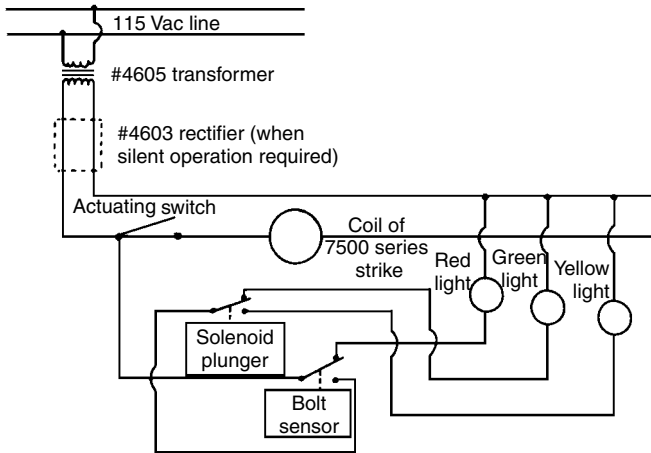 115 Vac line
#4605 transformer
#4603 rectifier (when
silent operation required)
Actuating switch
Coil of
7500 series
strike
Red
light
Green
light
Yellow
light
Solenoid
plunger
Bolt
sensor